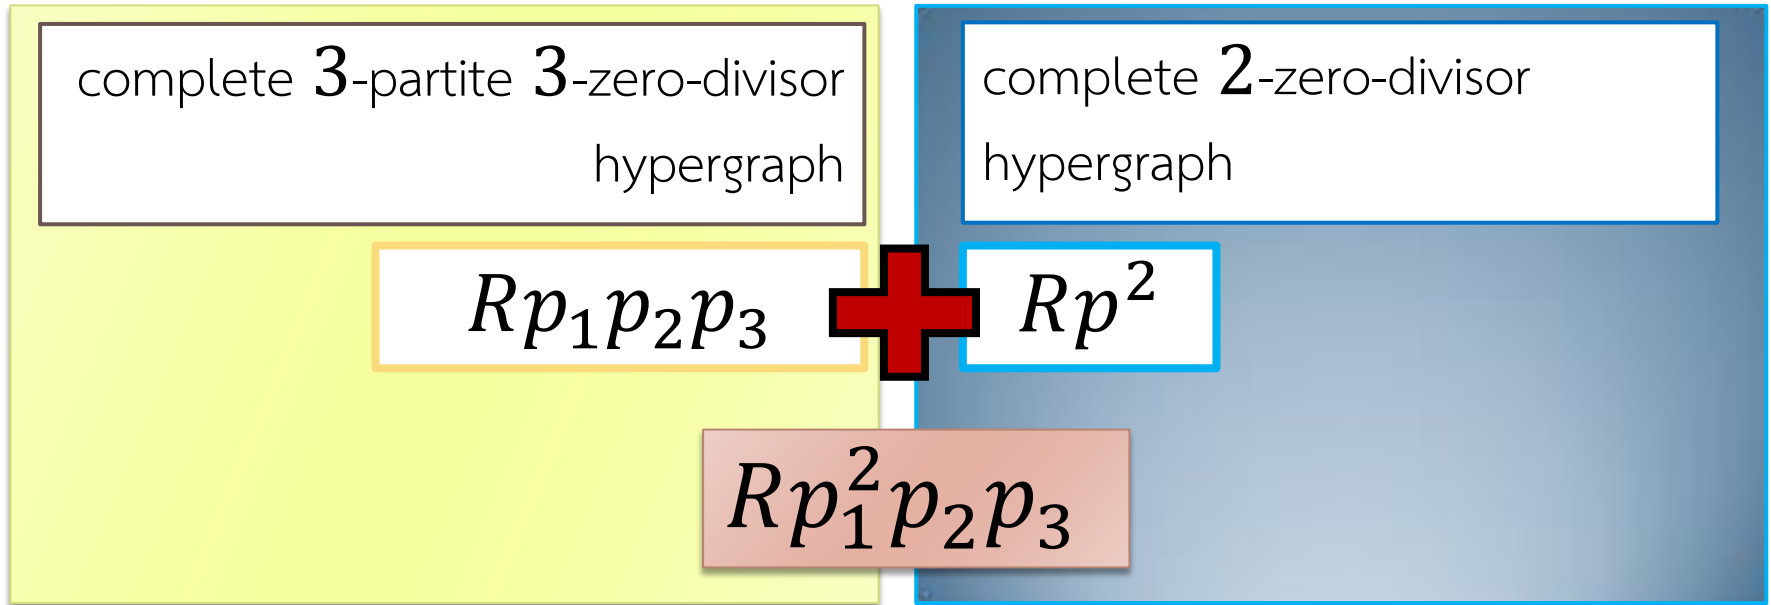 complete 3-partite 3-zero-divisor
hypergraph
complete 2-zero-divisor
hypergraph
Rp₁p₂p₃
Rp²
Rp₁²p₂p₃